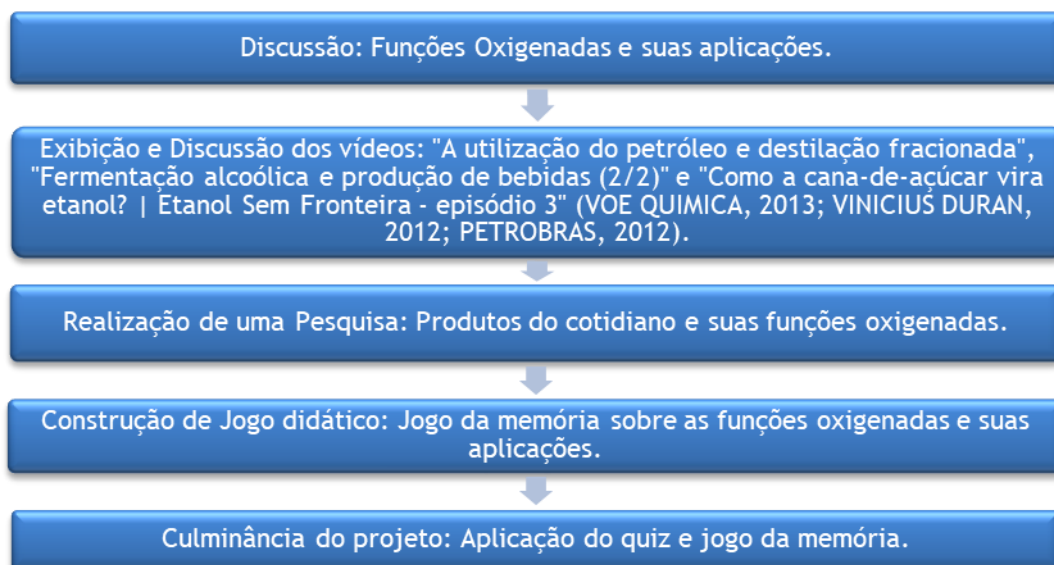 Discussão: Funções Oxigenadas e suas aplicações.
Exibição e Discussão dos vídeos: "A utilização do petróleo e destilação fracionada",
"Fermentação alcoólica e produção de bebidas (2/2)" e "Como a cana-de-açúcar vira
etanol? | Etanol Sem Fronteira - episódio 3" (VOE QUIMICA, 2013; VINICIUS DURAN,
2012; PETROBRAS, 2012).
Realização de uma Pesquisa: Produtos do cotidiano e suas funções oxigenadas.
Construção de Jogo didático: Jogo da memória sobre as funções oxigenadas e suas
aplicações.
Culminância do projeto: Aplicação do quiz e jogo da memória.